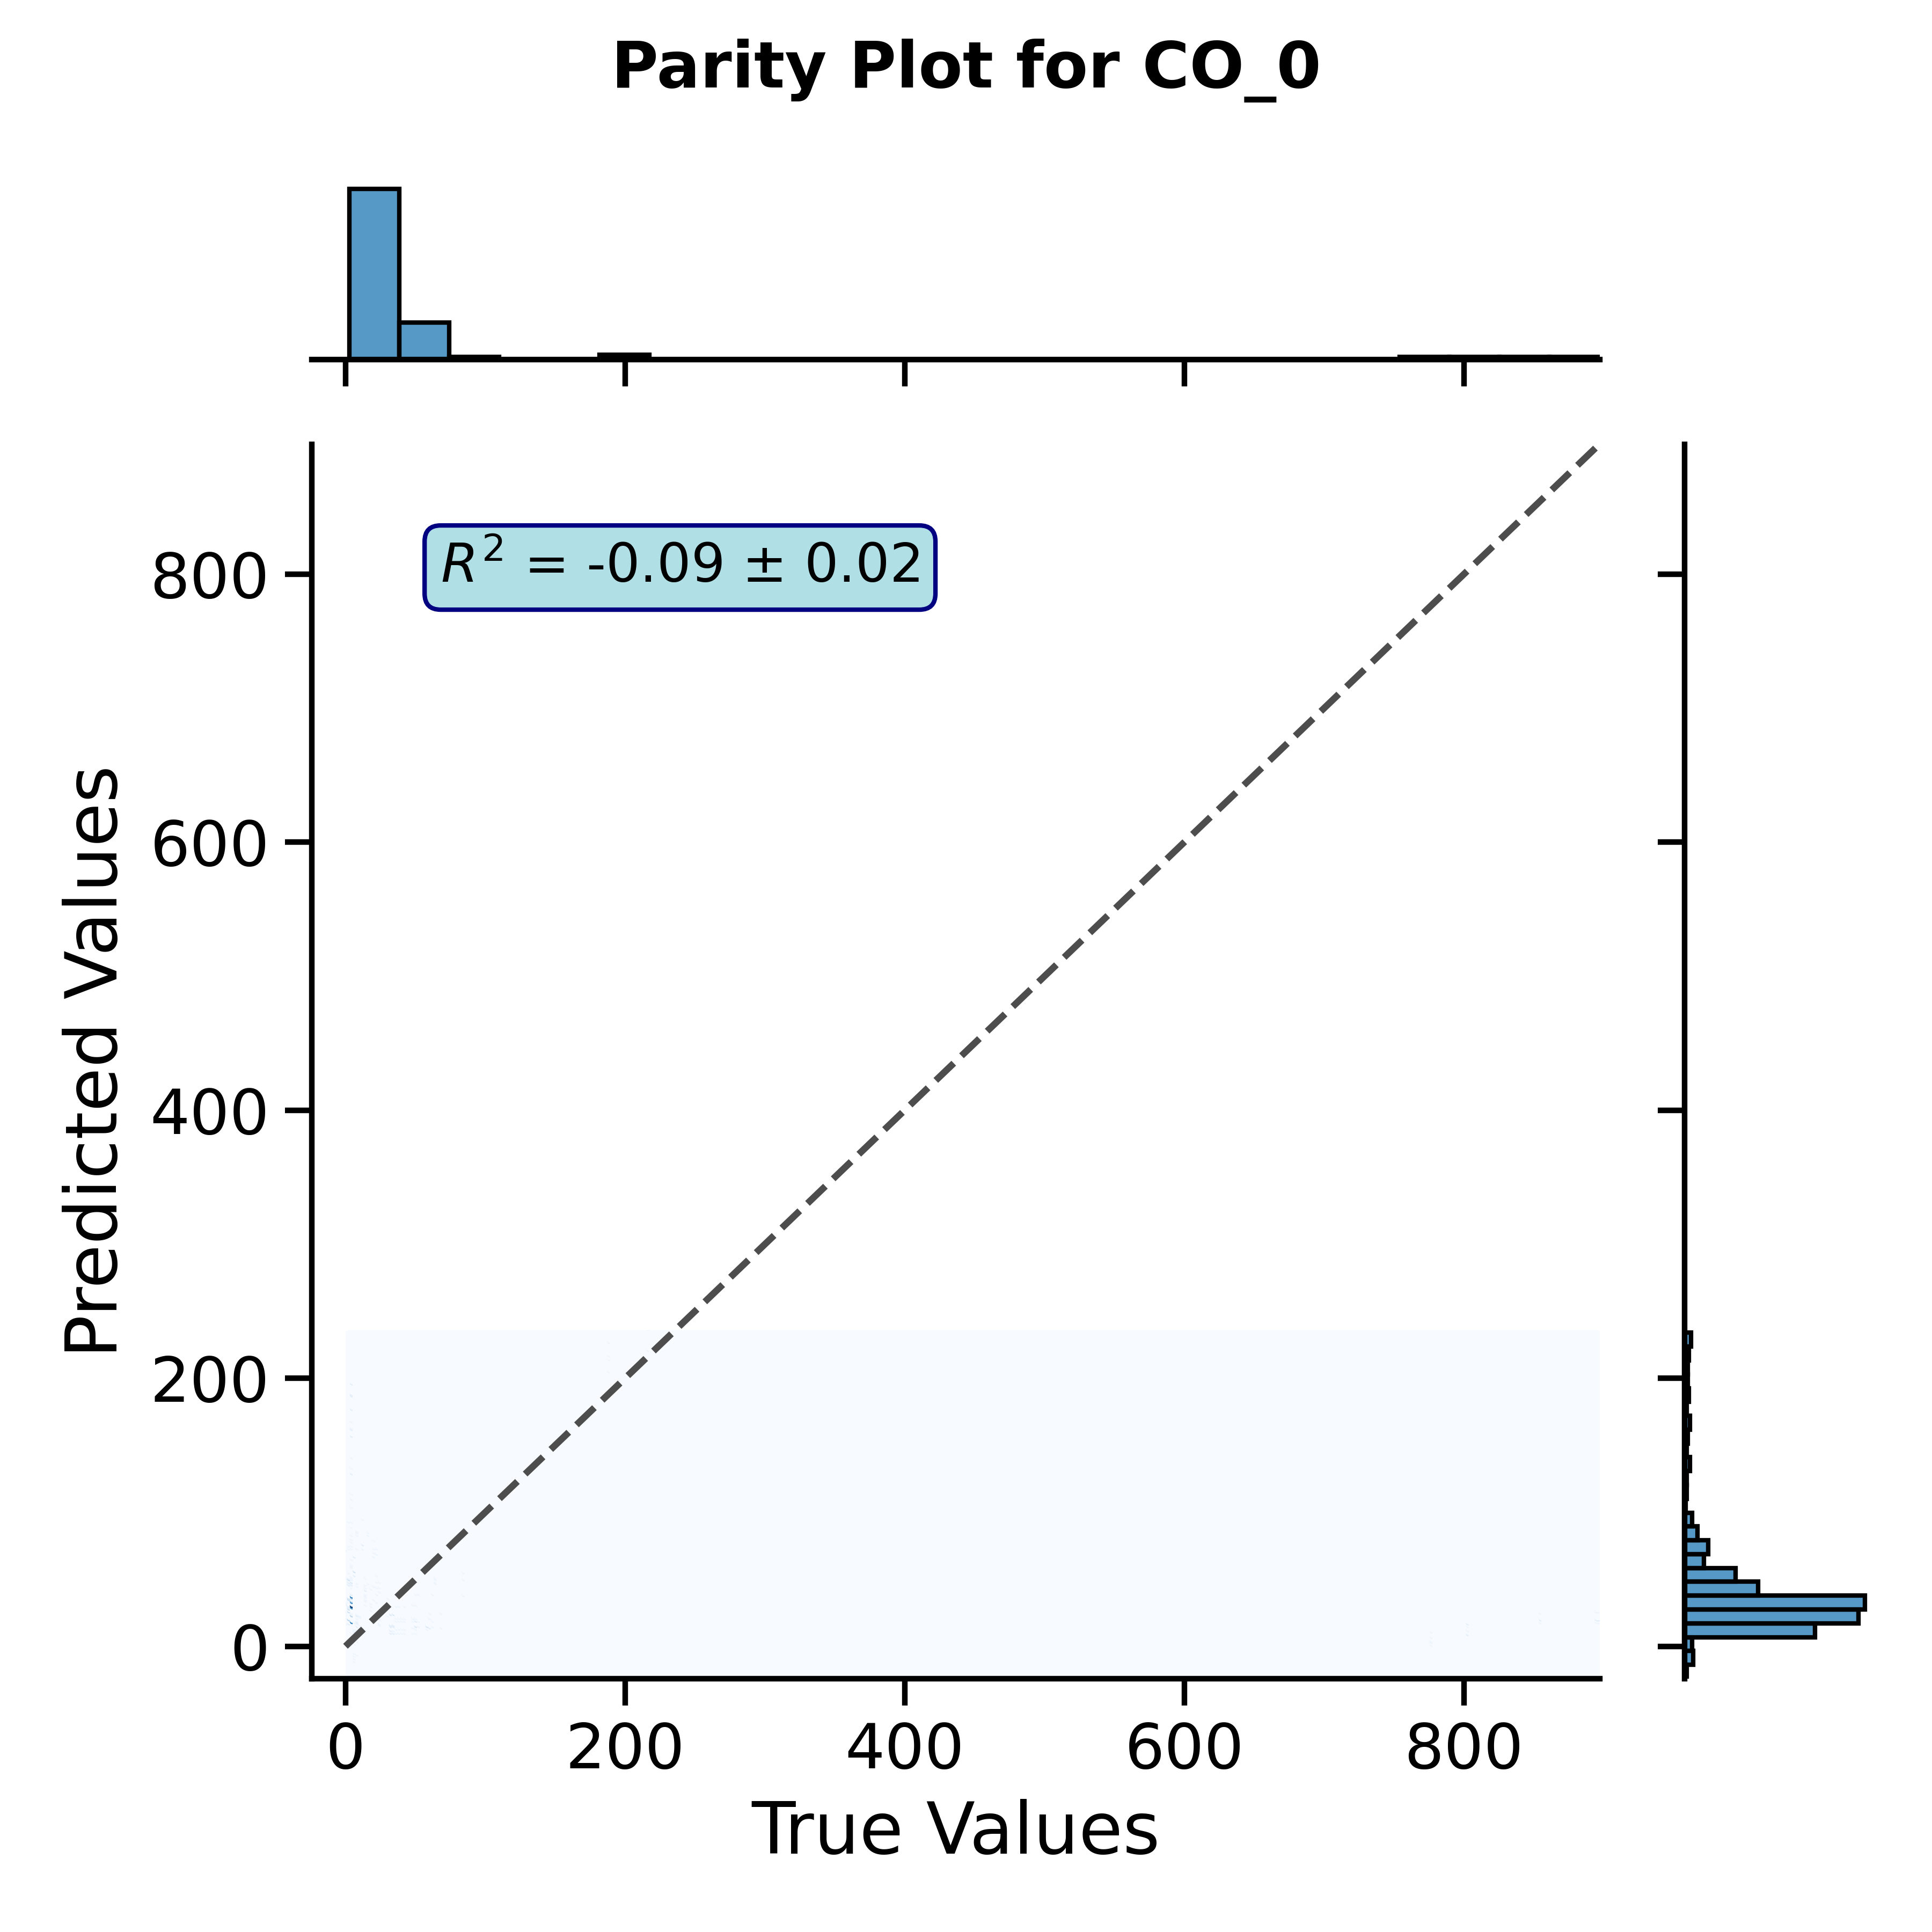 Parity Plot for CO_0
R² = -0.09 ± 0.02
Predicted Values
800
600
400
200
0
0 200 400 600 800
True Values